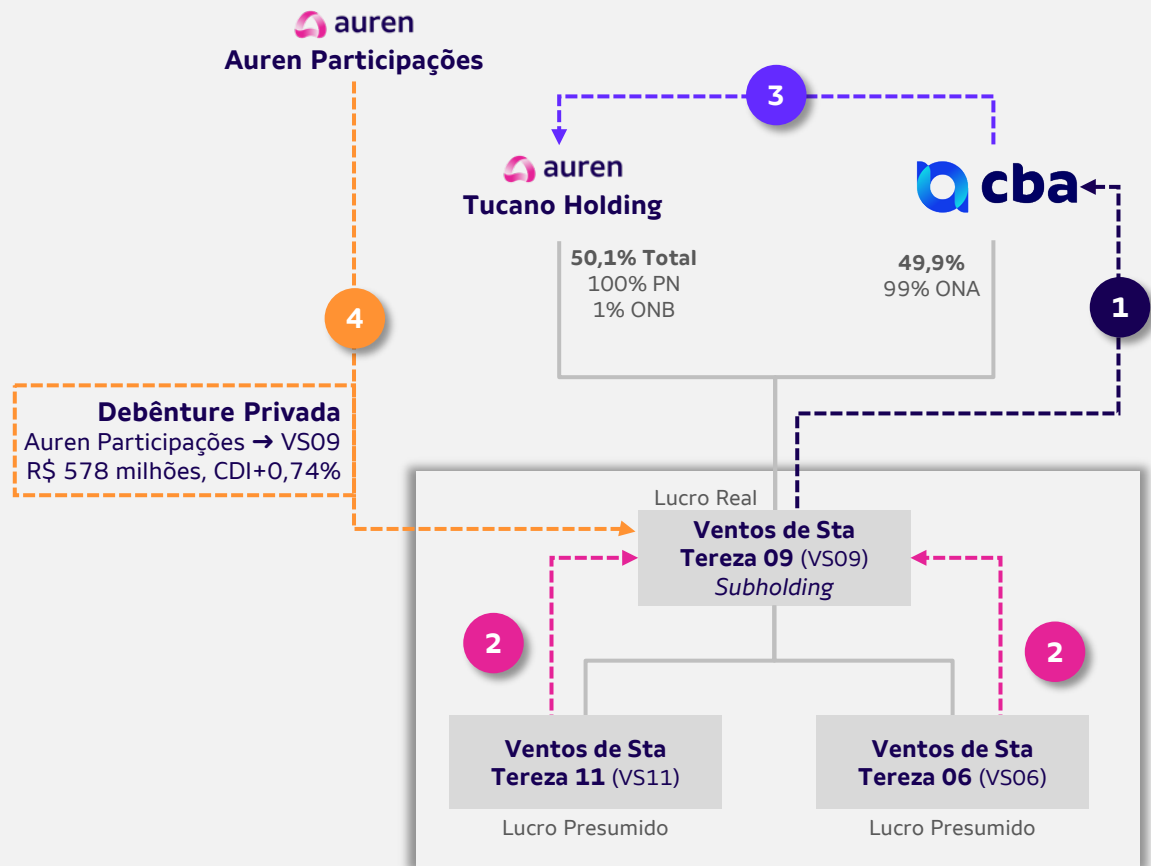 auren
Auren Participações
3
auren
Tucano Holding
cba
50,1% Total
100% PN
1% ONB
49,9%
99% ONA
1
4
Debênture Privada
Auren Participações → VS09
R$ 578 milhões, CDI+0,74%
Lucro Real
Ventos de Sta
Tereza 09 (VS09)
Subholding
2
2
Ventos de Sta
Tereza 11 (VS11)
Ventos de Sta
Tereza 06 (VS06)
Lucro Presumido
Lucro Presumido